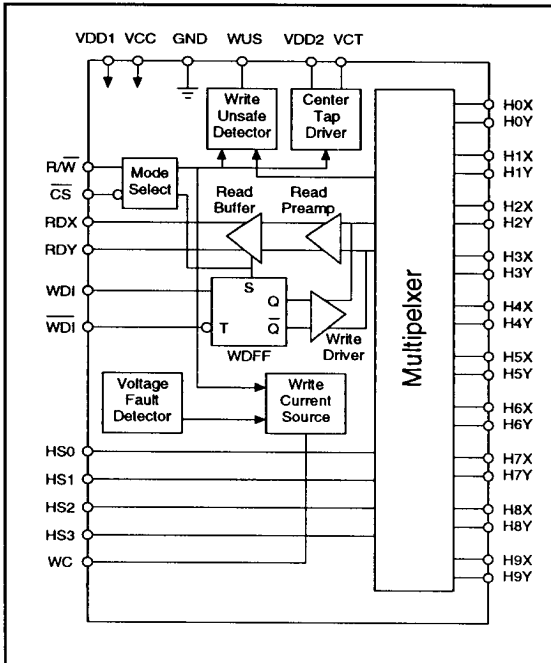 VDD1 VCC GND WUS VDD2 VCT
Write
Unsafe
Detector
Center
Tap
Driver
R/W̅
C̅S̅
Mode
Select
Read
Buffer
Read
Preamp
RDX
RDY
WDI
W̅D̅I̅
S
Q
Q̅
T
WDFF
Write
Driver
Voltage
Fault
Detector
Write
Current
Source
HS0
HS1
HS2
HS3
WC
Multipelxer
H0X
H0Y
H1X
H1Y
H2X
H2Y
H3X
H3Y
H4X
H4Y
H5X
H5Y
H6X
H6Y
H7X
H7Y
H8X
H8Y
H9X
H9Y